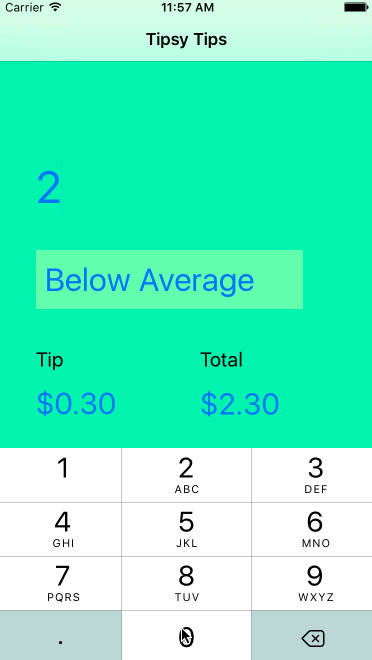 Carrier 11:57 AM
Tipsy Tips
2
Below Average
Tip Total
$0.30 $2.30
1 2 3
ABC DEF
4 5 6
GHI JKL MNO
7 8 9
PQRS TUV WXYZ
. 0